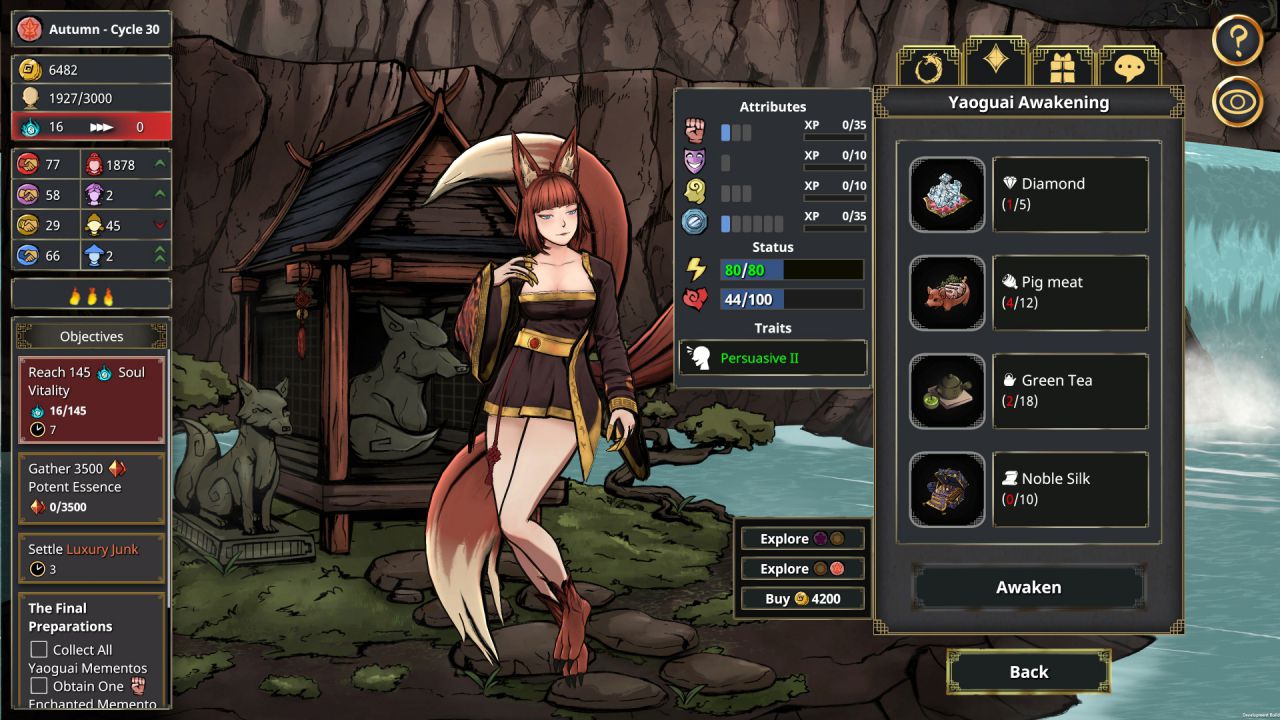 Autumn - Cycle 30
6482
1927/3000
16 0
77 1878
58 2
29 45
66 2
Objectives
Reach 145 Soul
Vitality
16/145
7
Gather 3500
Potent Essence
0/3500
Settle Luxury Junk
3
The Final
Preparations
Collect All
Yaoguai Mementos
Obtain One
Enchanted Memento
Attributes
XP 0/35
XP 0/10
XP 0/10
XP 0/35
Status
80/80
44/100
Traits
Persuasive II
Explore
Explore
Buy 4200
?
Yaoguai Awakening
Diamond
(1/5)
Pig meat
(4/12)
Green Tea
(2/18)
Noble Silk
(0/10)
Awaken
Back
Development Build